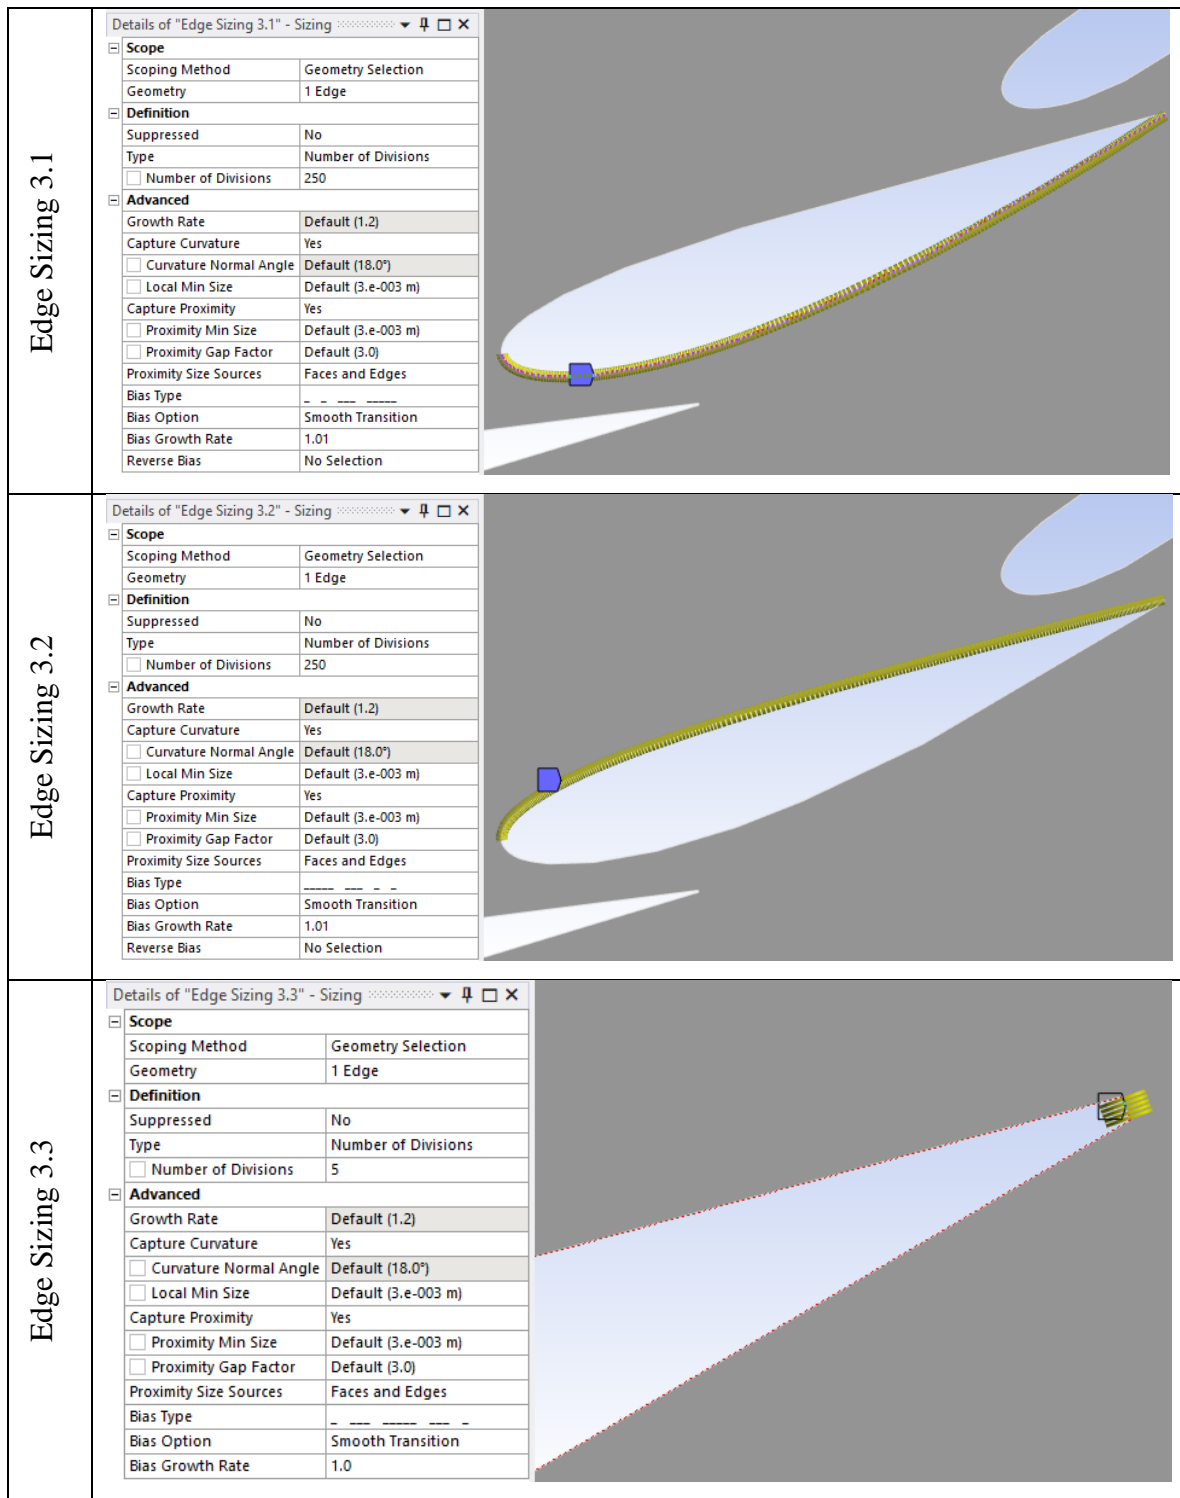 Edge Sizing 3.1
Details of "Edge Sizing 3.1" - Sizing
Scope
Scoping Method Geometry Selection
Geometry 1 Edge
Definition
Suppressed No
Type Number of Divisions
Number of Divisions 250
Advanced
Growth Rate Default (1.2)
Capture Curvature Yes
Curvature Normal Angle Default (18.0°)
Local Min Size Default (3.e-003 m)
Capture Proximity Yes
Proximity Min Size Default (3.e-003 m)
Proximity Gap Factor Default (3.0)
Proximity Size Sources Faces and Edges
Bias Type _ _ __ ___
Bias Option Smooth Transition
Bias Growth Rate 1.01
Reverse Bias No Selection
Edge Sizing 3.2
Details of "Edge Sizing 3.2" - Sizing
Scope
Scoping Method Geometry Selection
Geometry 1 Edge
Definition
Suppressed No
Type Number of Divisions
Number of Divisions 250
Advanced
Growth Rate Default (1.2)
Capture Curvature Yes
Curvature Normal Angle Default (18.0°)
Local Min Size Default (3.e-003 m)
Capture Proximity Yes
Proximity Min Size Default (3.e-003 m)
Proximity Gap Factor Default (3.0)
Proximity Size Sources Faces and Edges
Bias Type ___ __ _ _
Bias Option Smooth Transition
Bias Growth Rate 1.01
Reverse Bias No Selection
Edge Sizing 3.3
Details of "Edge Sizing 3.3" - Sizing
Scope
Scoping Method Geometry Selection
Geometry 1 Edge
Definition
Suppressed No
Type Number of Divisions
Number of Divisions 5
Advanced
Growth Rate Default (1.2)
Capture Curvature Yes
Curvature Normal Angle Default (18.0°)
Local Min Size Default (3.e-003 m)
Capture Proximity Yes
Proximity Min Size Default (3.e-003 m)
Proximity Gap Factor Default (3.0)
Proximity Size Sources Faces and Edges
Bias Type _ __ ___ __ _
Bias Option Smooth Transition
Bias Growth Rate 1.0